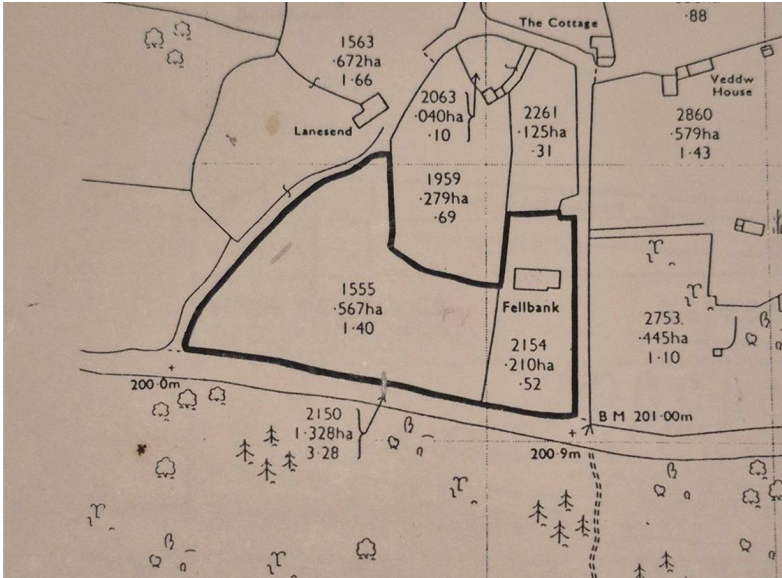 The Cottage
·88
1563
·672ha
1·66
Veddw
House
2063
·040ha
·10
2261
·125ha
·31
2860
·579ha
1·43
Lanesend
1959
·279ha
·69
1555
·567ha
1·40
Fellbank
2154
·210ha
·52
2753
·445ha
1·10
200·0m
2150
1·328ha
3·28
B M 201·00m
200·9m